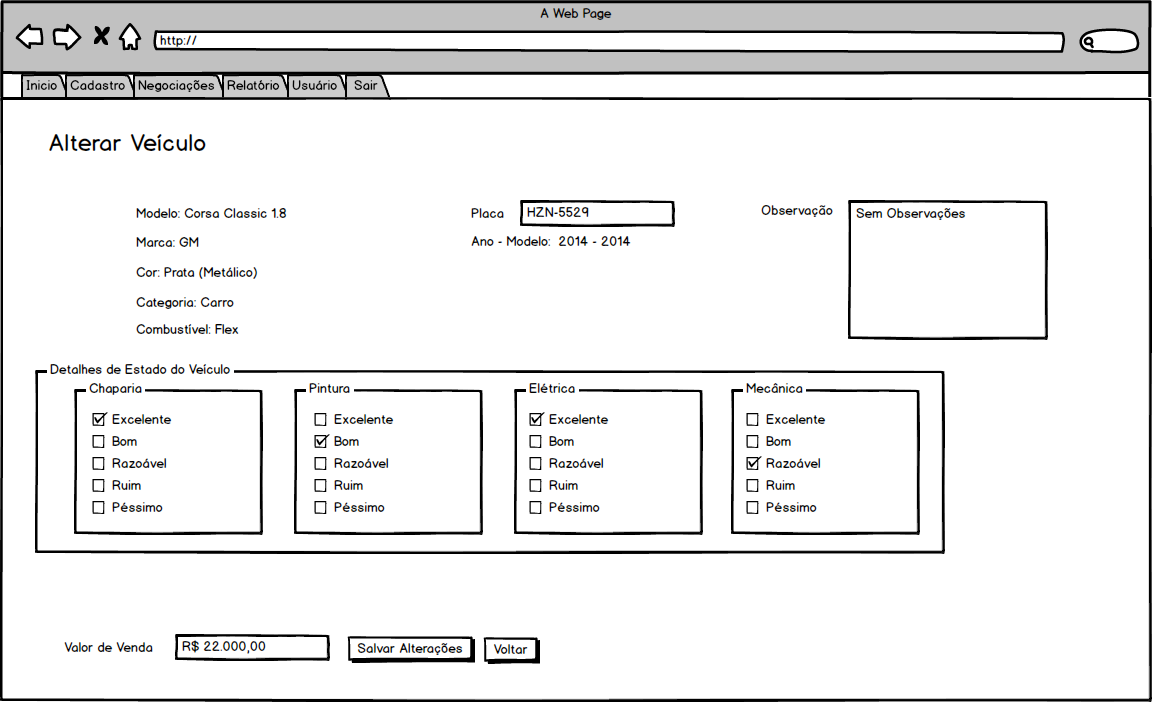 A Web Page
http://
Inicio Cadastro Negociações Relatório Usuário Sair
Alterar Veículo
Modelo: Corsa Classic 1.8
Marca: GM
Cor: Prata (Metálico)
Categoria: Carro
Combustível: Flex
Placa HZN-5529
Ano - Modelo: 2014 - 2014
Observação Sem Observações
Detalhes de Estado do Veículo
Chaparia
Excelente
Bom
Razoável
Ruim
Péssimo
Pintura
Excelente
Bom
Razoável
Ruim
Péssimo
Elétrica
Excelente
Bom
Razoável
Ruim
Péssimo
Mecânica
Excelente
Bom
Razoável
Ruim
Péssimo
Valor de Venda R$ 22.000,00 Salvar Alterações Voltar